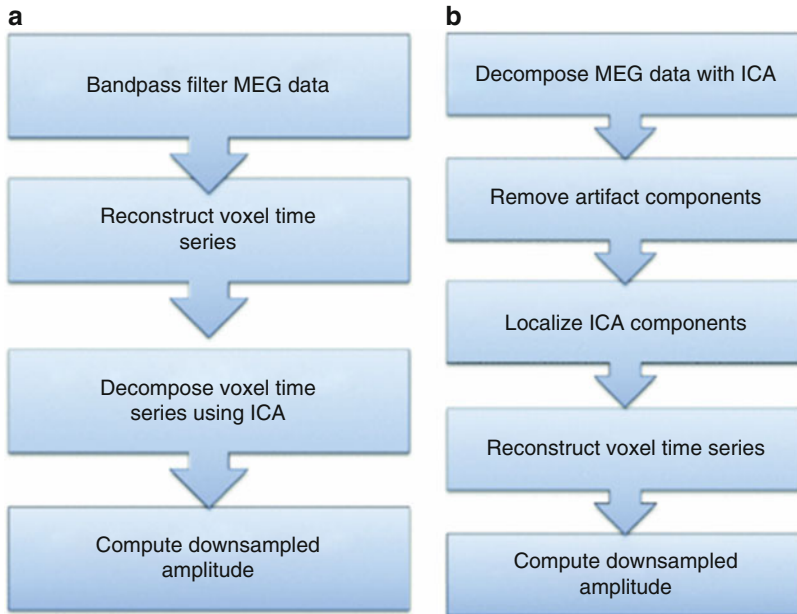 a
Bandpass filter MEG data
Reconstruct voxel time
series
Decompose voxel time
series using ICA
Compute downsampled
amplitude
b
Decompose MEG data with ICA
Remove artifact components
Localize ICA components
Reconstruct voxel time series
Compute downsampled
amplitude